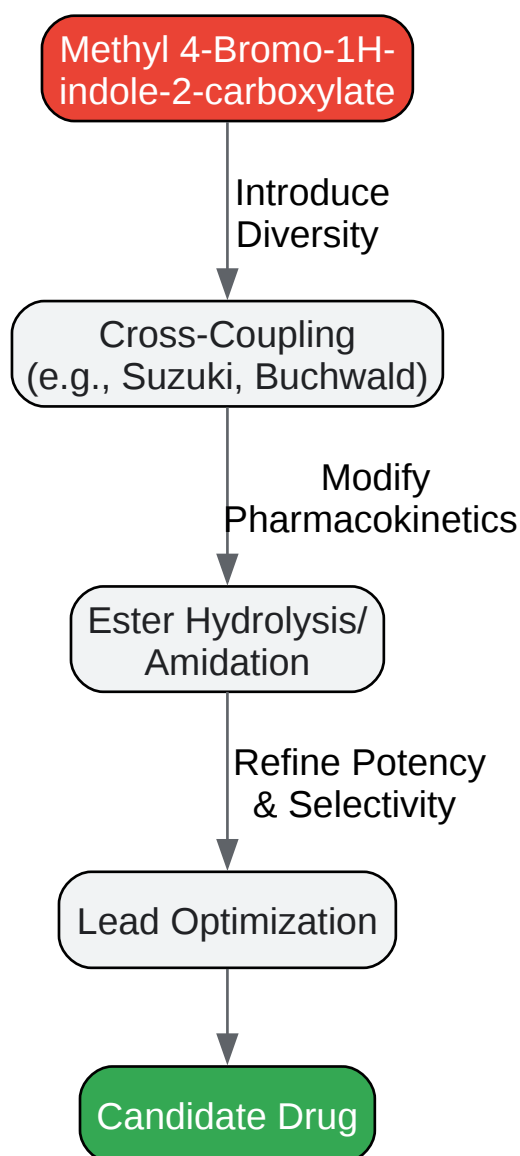 Methyl 4-Bromo-1H-
indole-2-carboxylate
Introduce
Diversity
Cross-Coupling
(e.g., Suzuki, Buchwald)
Modify
Pharmacokinetics
Ester Hydrolysis/
Amidation
Refine Potency
& Selectivity
Lead Optimization
Candidate Drug